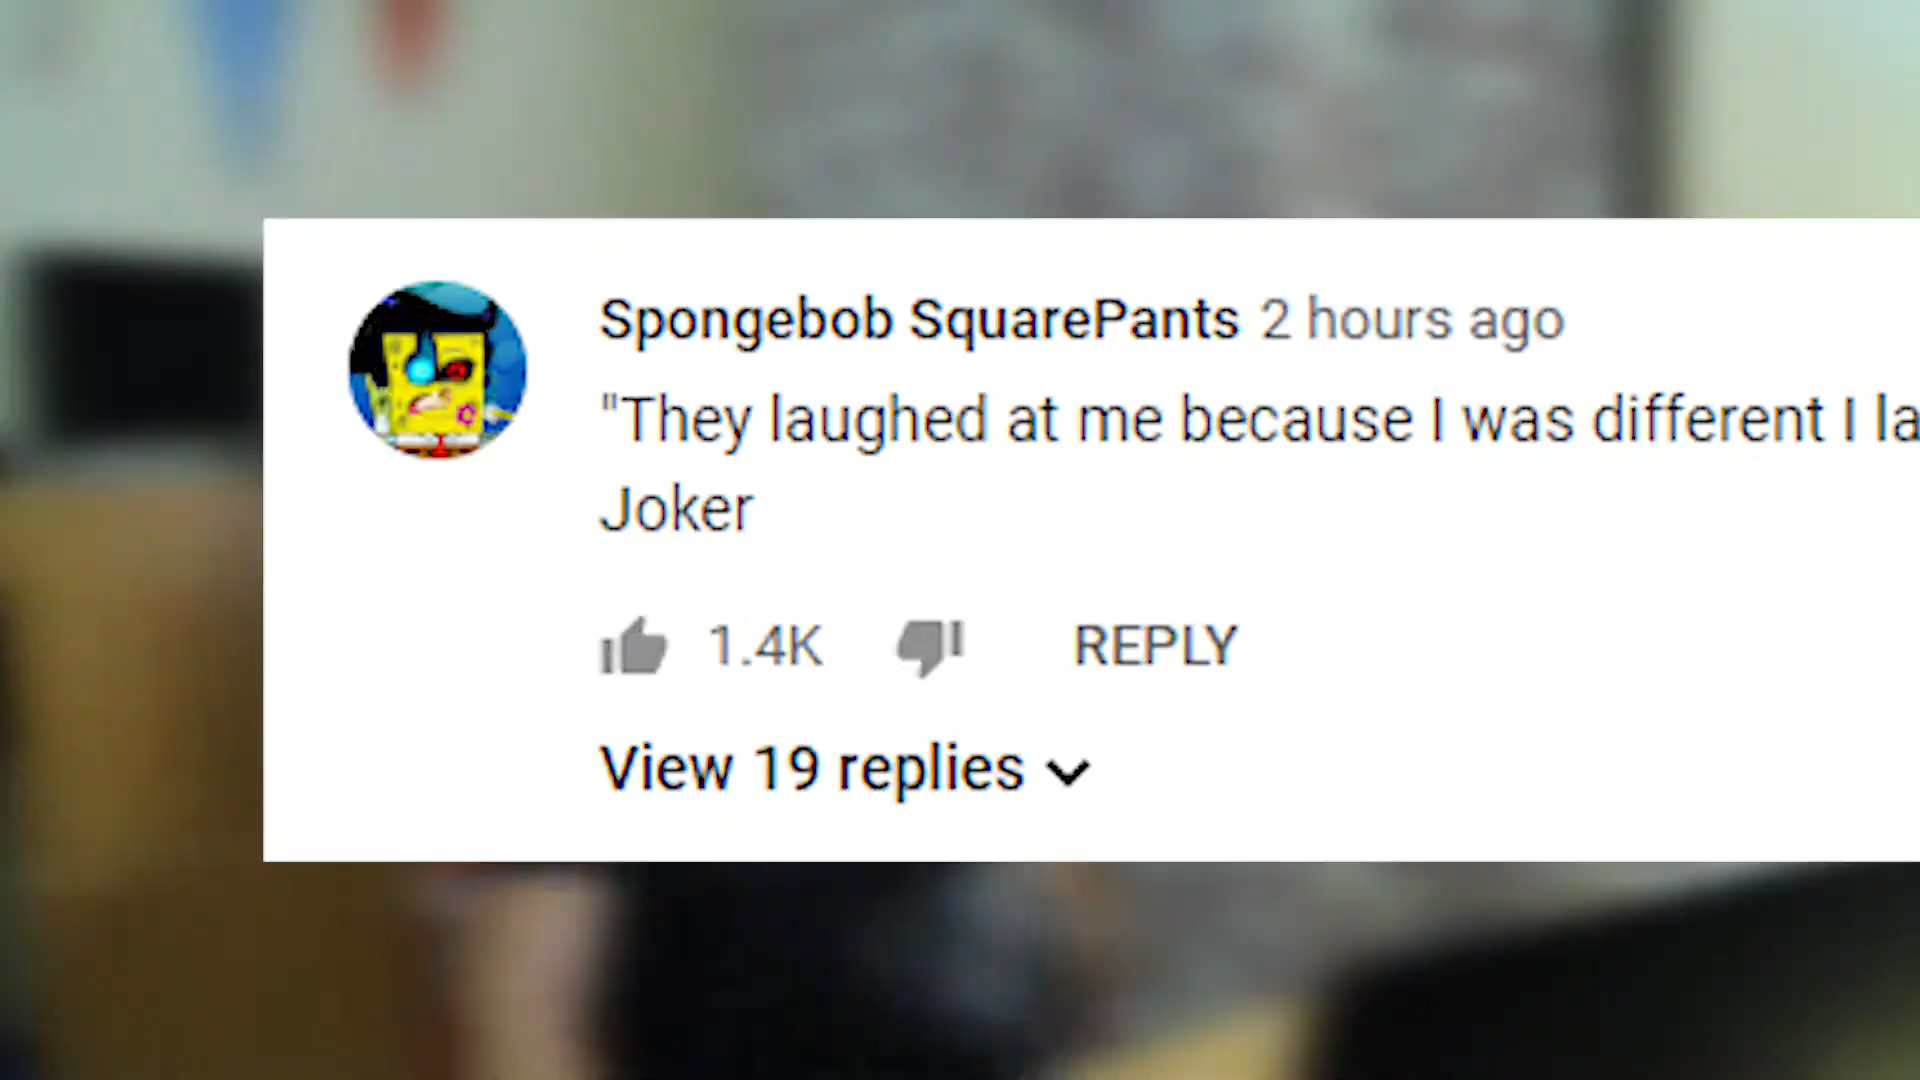 Spongebob SquarePants 2 hours ago
"They laughed at me because I was different I la
Joker
1.4K REPLY
View 19 replies